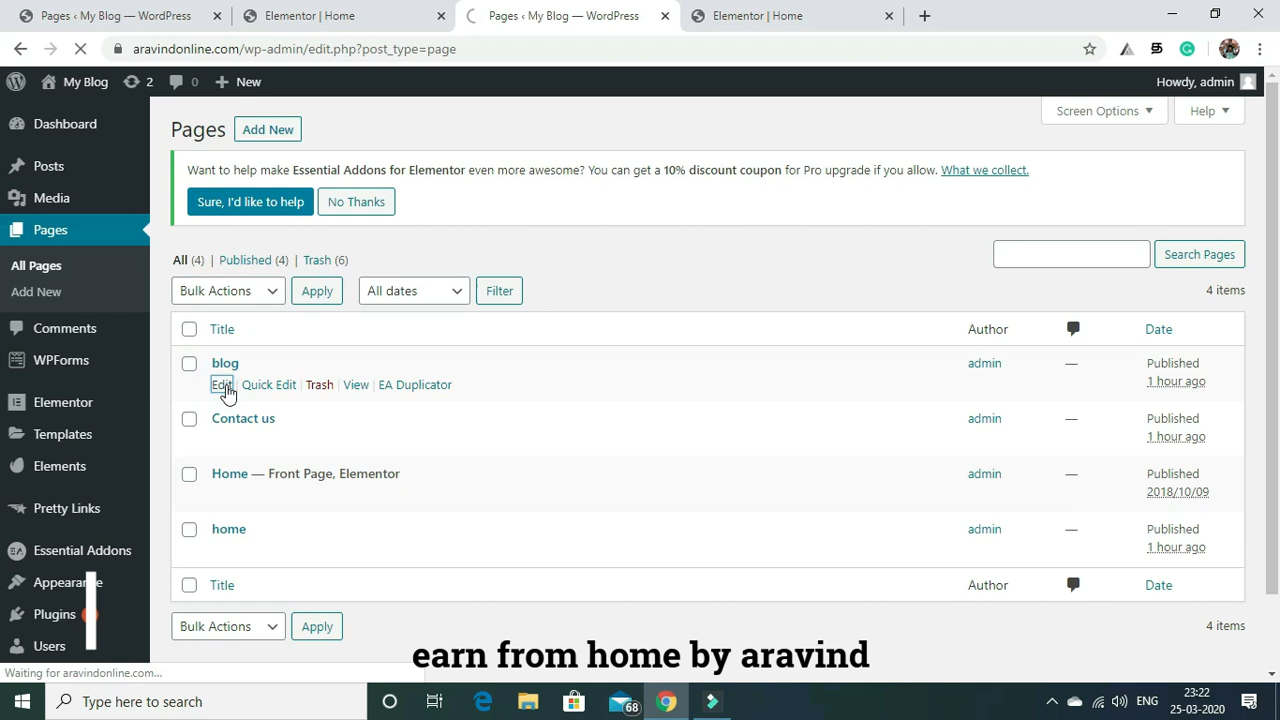 Pages ‹ My Blog — WordPress
Elementor | Home
Pages ‹ My Blog — WordPress
Elementor | Home
aravindonline.com/wp-admin/edit.php?post_type=page
My Blog 2 0 New
Howdy, admin
Dashboard
Posts
Media
Pages
All Pages
Add New
Comments
WPForms
Elementor
Templates
Elements
Pretty Links
Essential Addons
Appearance
Plugins
Users
Screen Options
Help
Pages Add New
Want to help make Essential Addons for Elementor even more awesome? You can get a 10% discount coupon for Pro upgrade if you allow. What we collect.
Sure, I'd like to help No Thanks
All (4) | Published (4) | Trash (6)
Search Pages
Bulk Actions Apply All dates Filter 4 items
Title Author Date
blog admin — Published
Edit | Quick Edit | Trash | View | EA Duplicator 1 hour ago
Contact us admin — Published
1 hour ago
Home — Front Page, Elementor admin — Published
2018/10/09
home admin — Published
1 hour ago
Title Author Date
Bulk Actions Apply 4 items
earn from home by aravind
Waiting for aravindonline.com...
Type here to search
68
ENG
23:22
25-03-2020